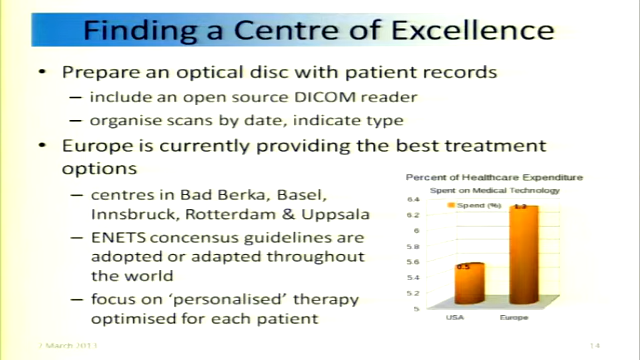 Finding a Centre of Excellence
• Prepare an optical disc with patient records
– include an open source DICOM reader
– organise scans by date, indicate type
• Europe is currently providing the best treatment
options
– centres in Bad Berka, Basel,
Innsbruck, Rotterdam & Uppsala
– ENETS concensus guidelines are
adopted or adapted throughout
the world
– focus on ‘personalised’ therapy
optimised for each patient
Percent of Healthcare Expenditure
Spent on Medical Technology
Spend (%)
6.4
6.2
6
5.8
5.6
5.4
5.2
5
USA
Europe
March
14